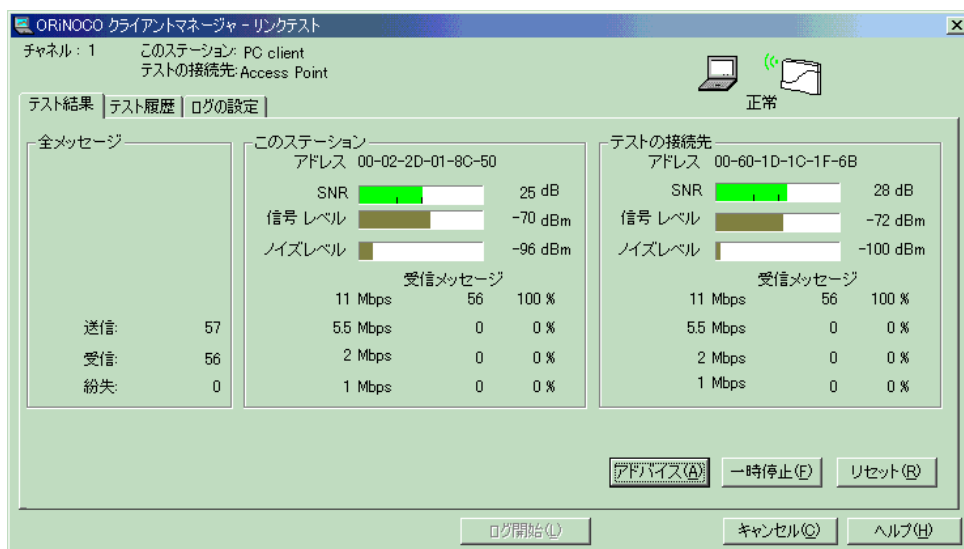 ORiNOCO クライアントマネージャ - リンクテスト
チャネル: 1 このステーション: PC client
テストの接続先: Access Point
正常
テスト結果 テスト履歴 ログの設定
全メッセージ
送信: 57
受信: 56
紛失: 0
このステーション
アドレス 00-02-2D-01-8C-50
SNR 25 dB
信号 レベル -70 dBm
ノイズレベル -96 dBm
受信メッセージ
11 Mbps 56 100 %
5.5 Mbps 0 0 %
2 Mbps 0 0 %
1 Mbps 0 0 %
テストの接続先
アドレス 00-60-1D-1C-1F-6B
SNR 28 dB
信号 レベル -72 dBm
ノイズレベル -100 dBm
受信メッセージ
11 Mbps 56 100 %
5.5 Mbps 0 0 %
2 Mbps 0 0 %
1 Mbps 0 0 %
アドバイス(A) 一時停止(F) リセット(R)
ログ開始(L) キャンセル(C) ヘルプ(H)